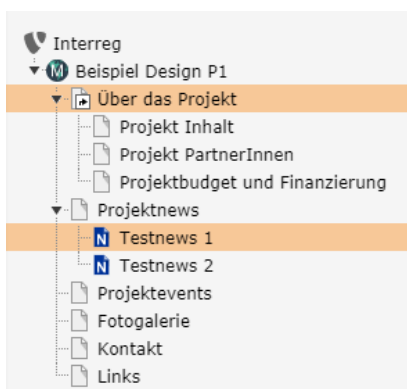 Interreg
Beispiel Design P1
Über das Projekt
Projekt Inhalt
Projekt PartnerInnen
Projektbudget und Finanzierung
Projektnews
N Testnews 1
N Testnews 2
Projektevents
Fotogalerie
Kontakt
Links